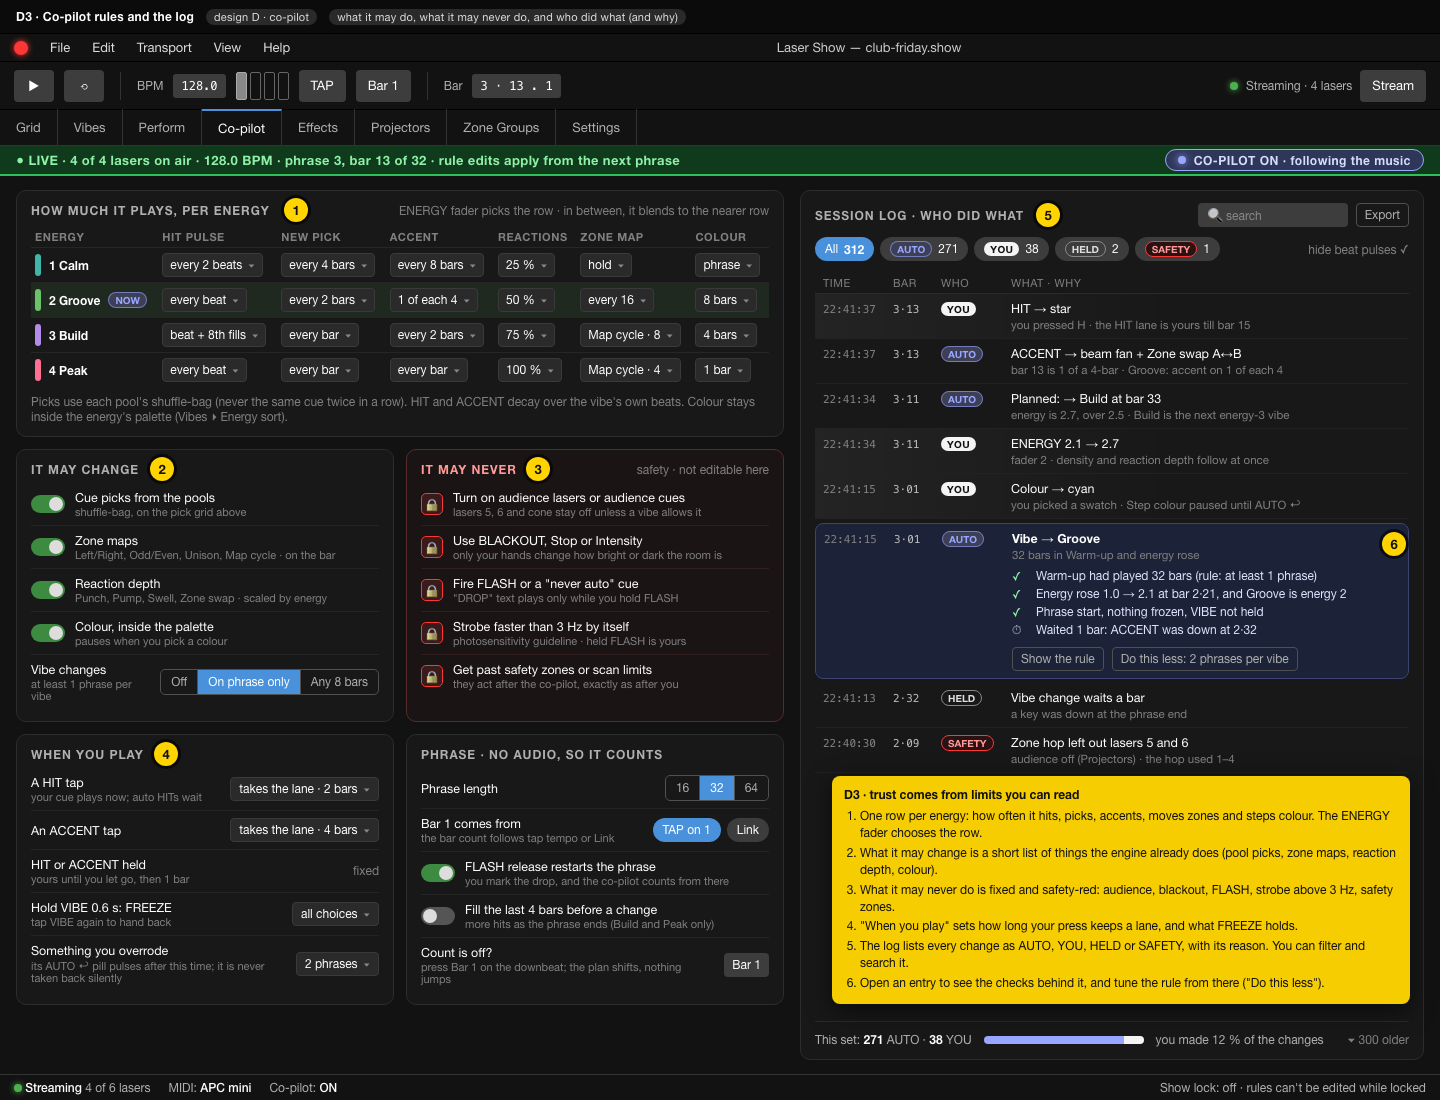 D3 · Co-pilot rules and the log design D · co-pilot what it may do, what it may never do, and who did what (and why)
File Edit Transport View Help Laser Show — club-friday.show
BPM 128.0 TAP Bar 1 Bar 3 · 13 . 1 Streaming · 4 lasers Stream
Grid Vibes Perform Co-pilot Effects Projectors Zone Groups Settings
● LIVE · 4 of 4 lasers on air · 128.0 BPM · phrase 3, bar 13 of 32 · rule edits apply from the next phrase CO-PILOT ON · following the music
HOW MUCH IT PLAYS, PER ENERGY 1 ENERGY fader picks the row · in between, it blends to the nearer row
ENERGY HIT PULSE NEW PICK ACCENT REACTIONS ZONE MAP COLOUR
1 Calm every 2 beats every 4 bars every 8 bars 25 % hold phrase
2 Groove NOW every beat every 2 bars 1 of each 4 50 % every 16 8 bars
3 Build beat + 8th fills every bar every 2 bars 75 % Map cycle · 8 4 bars
4 Peak every beat every bar every bar 100 % Map cycle · 4 1 bar
Picks use each pool's shuffle-bag (never the same cue twice in a row). HIT and ACCENT decay over the vibe's own beats. Colour stays
inside the energy's palette (Vibes ▸ Energy sort).
IT MAY CHANGE 2
Cue picks from the pools
shuffle-bag, on the pick grid above
Zone maps
Left/Right, Odd/Even, Unison, Map cycle · on the bar
Reaction depth
Punch, Pump, Swell, Zone swap · scaled by energy
Colour, inside the palette
pauses when you pick a colour
Vibe changes
at least 1 phrase per
vibe
Off On phrase only Any 8 bars
IT MAY NEVER 3 safety · not editable here
Turn on audience lasers or audience cues
lasers 5, 6 and cone stay off unless a vibe allows it
Use BLACKOUT, Stop or Intensity
only your hands change how bright or dark the room is
Fire FLASH or a "never auto" cue
"DROP" text plays only while you hold FLASH
Strobe faster than 3 Hz by itself
photosensitivity guideline · held FLASH is yours
Get past safety zones or scan limits
they act after the co-pilot, exactly as after you
WHEN YOU PLAY 4
A HIT tap
your cue plays now; auto HITs wait
takes the lane · 2 bars
An ACCENT tap takes the lane · 4 bars
HIT or ACCENT held
yours until you let go, then 1 bar
fixed
Hold VIBE 0.6 s: FREEZE
tap VIBE again to hand back
all choices
Something you overrode
its AUTO ↩ pill pulses after this time; it is never
taken back silently
2 phrases
PHRASE · NO AUDIO, SO IT COUNTS
Phrase length 16 32 64
Bar 1 comes from
the bar count follows tap tempo or Link
TAP on 1 Link
FLASH release restarts the phrase
you mark the drop, and the co-pilot counts from there
Fill the last 4 bars before a change
more hits as the phrase ends (Build and Peak only)
Count is off?
press Bar 1 on the downbeat; the plan shifts, nothing
jumps
Bar 1
SESSION LOG · WHO DID WHAT 5 search Export
All 312 AUTO 271 YOU 38 HELD 2 SAFETY 1 hide beat pulses ✓
TIME BAR WHO WHAT · WHY
22:41:37 3·13 YOU HIT → star
you pressed H · the HIT lane is yours till bar 15
22:41:37 3·13 AUTO ACCENT → beam fan + Zone swap A↔B
bar 13 is 1 of a 4-bar · Groove: accent on 1 of each 4
22:41:34 3·11 AUTO Planned: → Build at bar 33
energy is 2.7, over 2.5 · Build is the next energy-3 vibe
22:41:34 3·11 YOU ENERGY 2.1 → 2.7
fader 2 · density and reaction depth follow at once
22:41:15 3·01 YOU Colour → cyan
you picked a swatch · Step colour paused until AUTO ↩
22:41:15 3·01 AUTO Vibe → Groove 6
32 bars in Warm-up and energy rose
✓ Warm-up had played 32 bars (rule: at least 1 phrase)
✓ Energy rose 1.0 → 2.1 at bar 2·21, and Groove is energy 2
✓ Phrase start, nothing frozen, VIBE not held
⏱ Waited 1 bar: ACCENT was down at 2·32
Show the rule Do this less: 2 phrases per vibe
22:41:13 2·32 HELD Vibe change waits a bar
a key was down at the phrase end
22:40:30 2·09 SAFETY Zone hop left out lasers 5 and 6
audience off (Projectors) · the hop used 1–4
D3 · trust comes from limits you can read
1. One row per energy: how often it hits, picks, accents, moves zones and steps colour. The ENERGY
fader chooses the row.
2. What it may change is a short list of things the engine already does (pool picks, zone maps, reaction
depth, colour).
3. What it may never do is fixed and safety-red: audience, blackout, FLASH, strobe above 3 Hz, safety
zones.
4. "When you play" sets how long your press keeps a lane, and what FREEZE holds.
5. The log lists every change as AUTO, YOU, HELD or SAFETY, with its reason. You can filter and
search it.
6. Open an entry to see the checks behind it, and tune the rule from there ("Do this less").
This set: 271 AUTO · 38 YOU you made 12 % of the changes 300 older
Streaming 4 of 6 lasers MIDI: APC mini Co-pilot: ON Show lock: off · rules can't be edited while locked